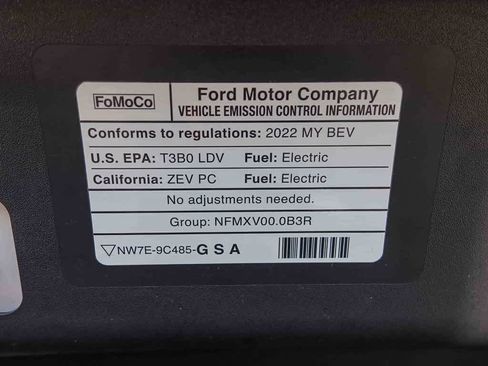 FoMoCo
Ford Motor Company
VEHICLE EMISSION CONTROL INFORMATION
Conforms to regulations: 2022 MY BEV
U.S. EPA: T3B0 LDV Fuel: Electric
California: ZEV PC Fuel: Electric
No adjustments needed.
Group: NFMXV00.0B3R
NW7E-9C485-G S A